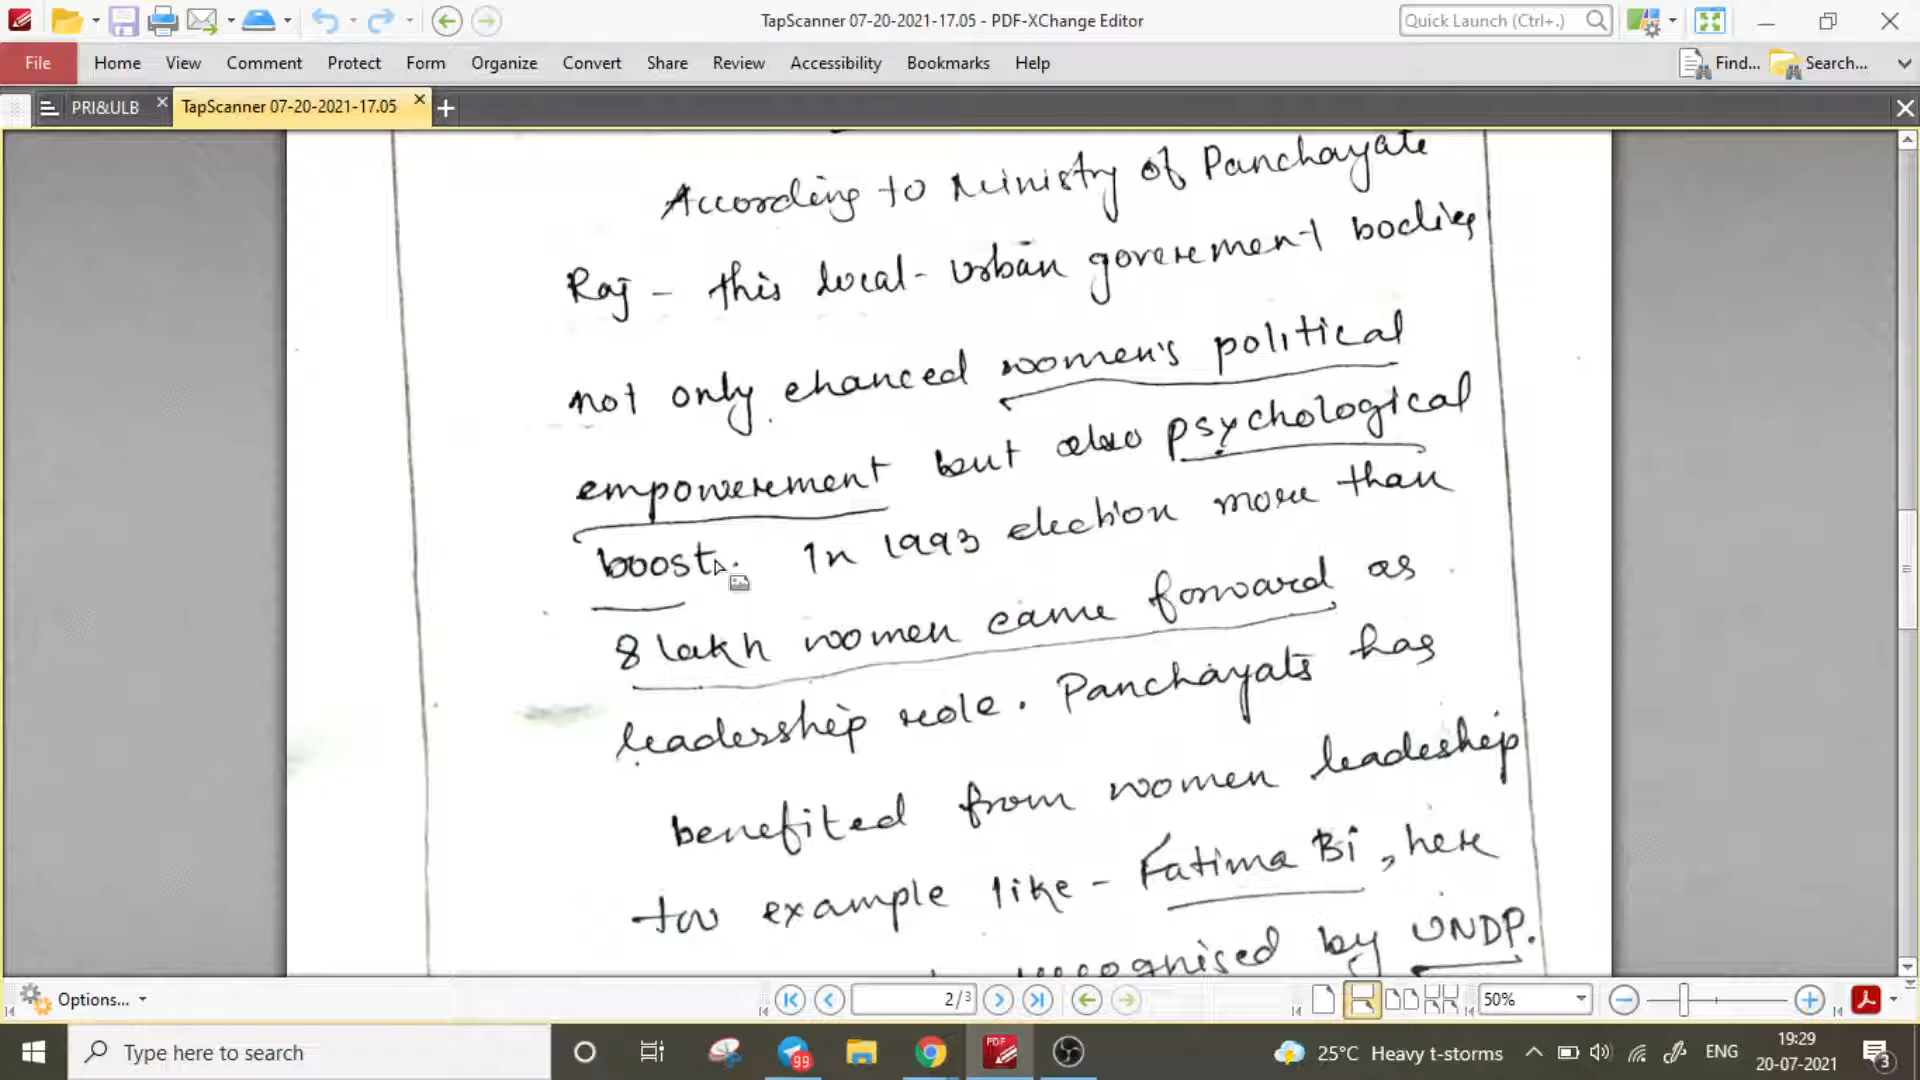 TapScanner 07-20-2021-17.05 - PDF-XChange Editor
Quick Launch (Ctrl+.)
File Home View Comment Protect Form Organize Convert Share Review Accessibility Bookmarks Help Find... Search...
PRI&ULB TapScanner 07-20-2021-17.05
According to Ministry of Panchayate
Raj - this local - urban goverement bodies
not only ehanced women's political
empowerement but also psychological
boost. In 1993 election more than
8 lakh women came forward as
leadership role. Panchayats has
benefited from women leadeship
too example like - Fatima Bi, here
recognised by UNDP.
Options... 2/3 50%
Type here to search 99 25°C Heavy t-storms ENG 19:29
20-07-2021 3